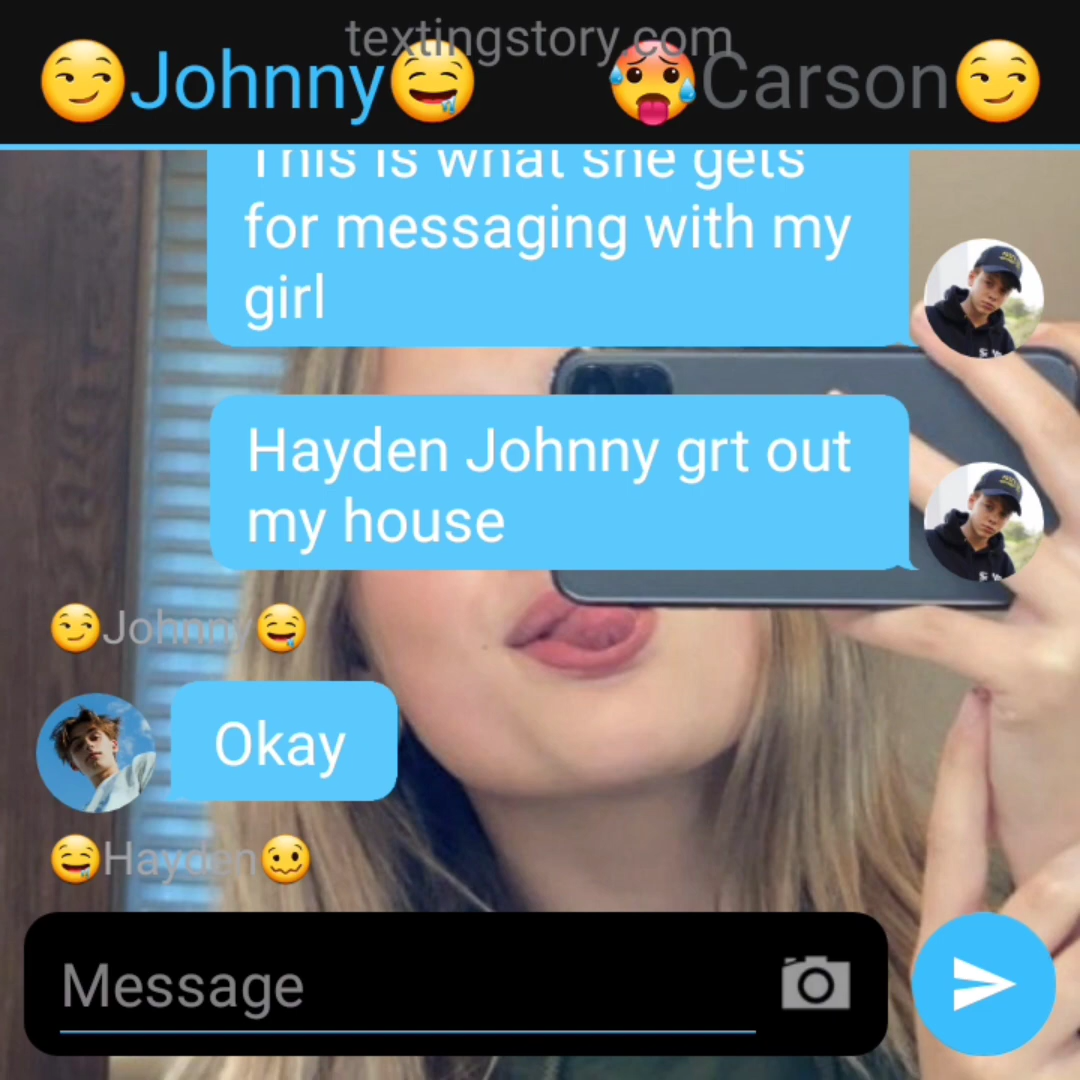 textingstory.com
😏Johnny🤤 🥵Carson😏
This is what she gets
for messaging with my
girl
Hayden Johnny grt out
my house
😏Johnny🤤
Okay
🤤Hayden🥴
Message